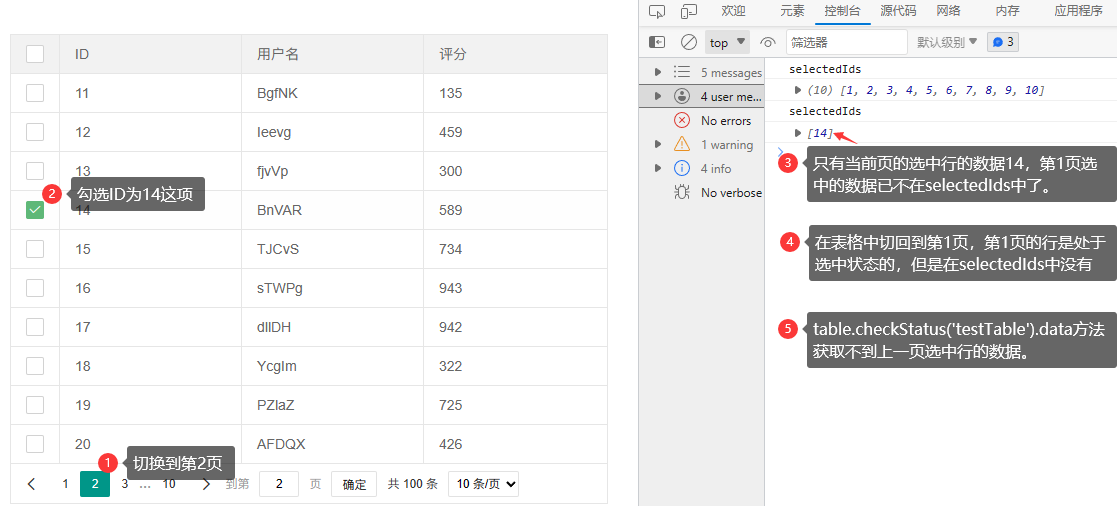 欢迎 元素 控制台 源代码 网络 内存 应用程序
top 筛选器 默认级别 3
ID 用户名 评分
11 BgfNK 135
12 Ieevg 459
13 fjvVp 300
14 BnVAR 589
15 TJCvS 734
16 sTWPg 943
17 dIIDH 942
18 YcgIm 322
19 PZIaZ 725
20 AFDQX 426
2 勾选ID为14这项
1 切换到第2页
1 2 3 … 10 到第 2 页 确定 共 100 条 10 条/页
5 messages
4 user me...
No errors
1 warning
4 info
No verbose
selectedIds
(10) [1, 2, 3, 4, 5, 6, 7, 8, 9, 10]
selectedIds
[14]
3 只有当前页的选中行的数据14，第1页选
中的数据已不在selectedIds中了。
4 在表格中切回到第1页，第1页的行是处于
选中状态的，但是在selectedIds中没有
5 table.checkStatus('testTable').data方法
获取不到上一页选中行的数据。